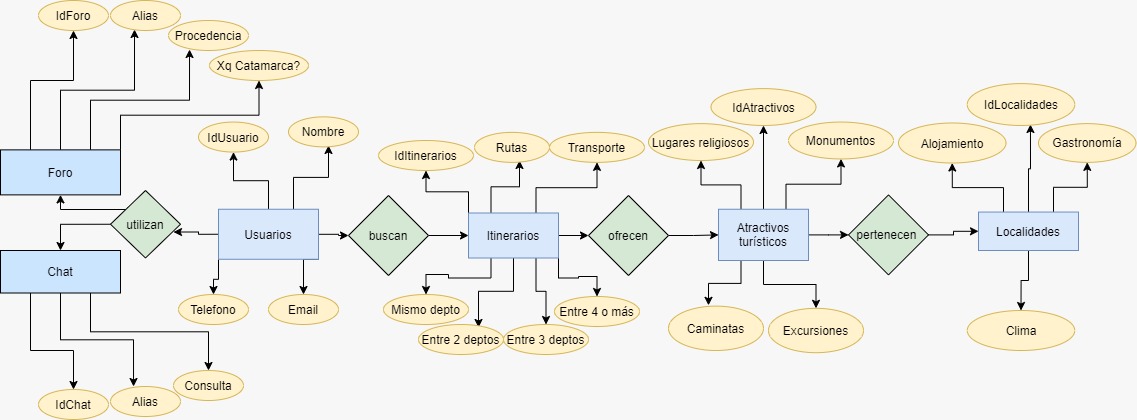 IdForo
Alias
Procedencia
Xq Catamarca?
Foro
utilizan
Chat
IdChat
Alias
Consulta
IdUsuario
Nombre
Usuarios
Telefono
Email
buscan
IdItinerarios
Rutas
Transporte
Itinerarios
Mismo depto
Entre 2 deptos
Entre 3 deptos
Entre 4 o más
ofrecen
Lugares religiosos
IdAtractivos
Monumentos
Atractivos
turísticos
Caminatas
Excursiones
pertenecen
Alojamiento
IdLocalidades
Gastronomía
Localidades
Clima